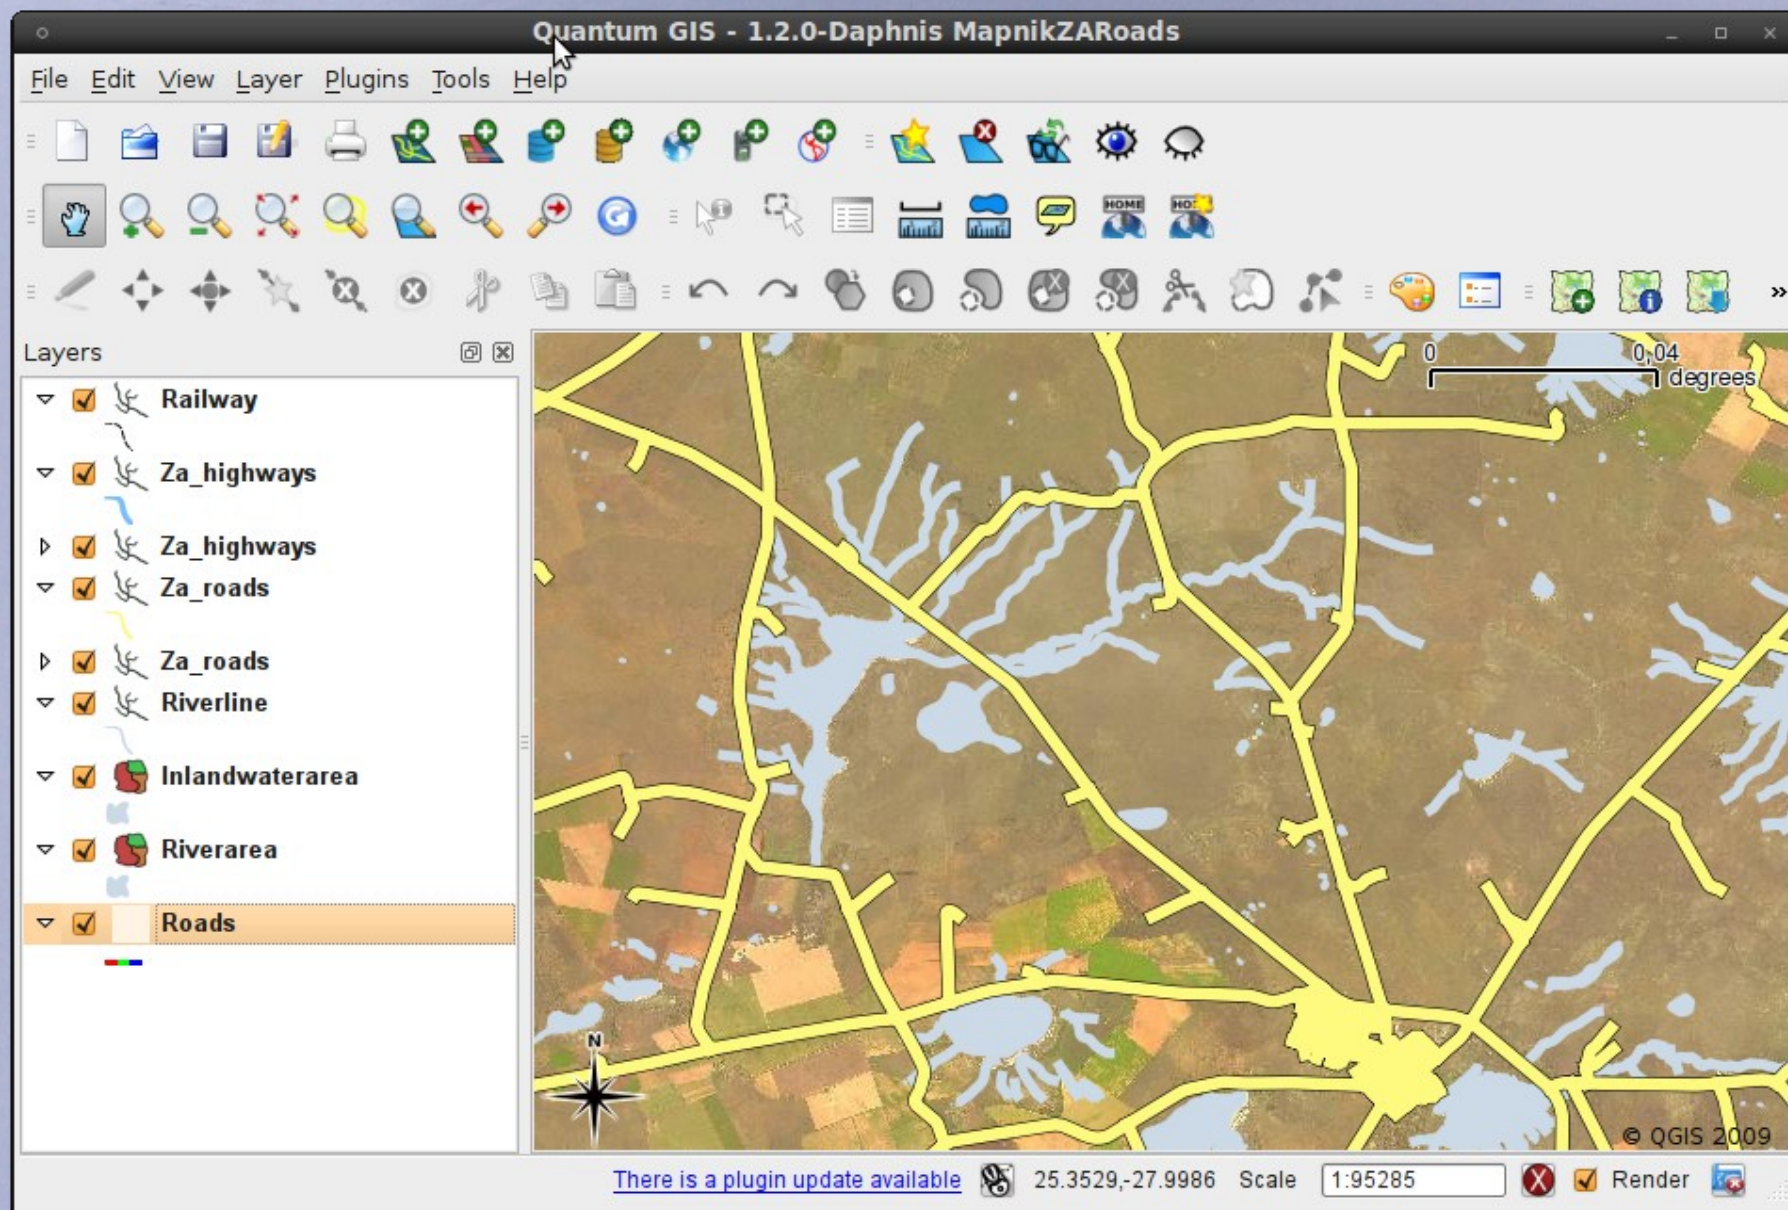 Quantum GIS - 1.2.0-Daphnis MapnikZARoads
File Edit View Layer Plugins Tools Help
HOME
Layers
Railway
Za_highways
Za_highways
Za_roads
Za_roads
Riverline
Inlandwaterarea
Riverarea
Roads
0 0,04
degrees
N
© QGIS 2009
There is a plugin update available 25.3529,-27.9986 Scale 1:95285 Render